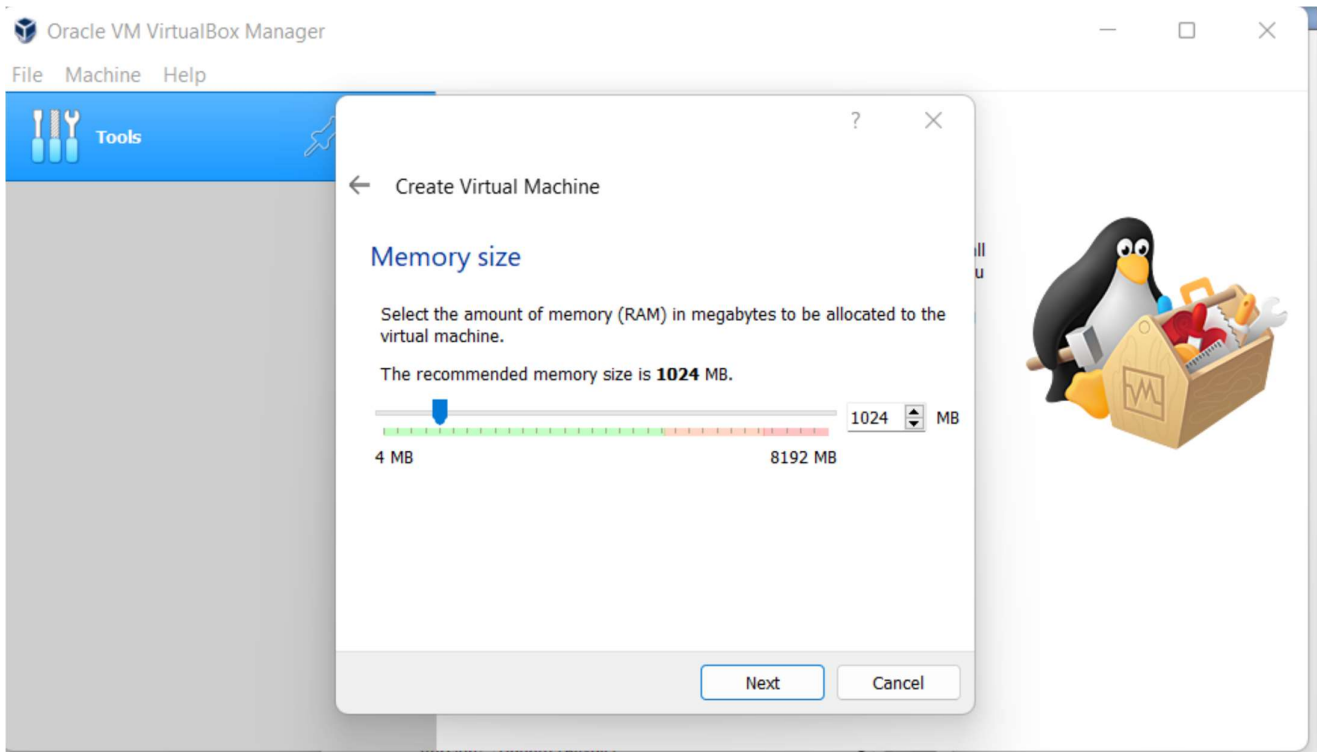 Oracle VM VirtualBox Manager
File Machine Help
Tools
?
Create Virtual Machine
Memory size
Select the amount of memory (RAM) in megabytes to be allocated to the
virtual machine.
The recommended memory size is 1024 MB.
1024 MB
4 MB 8192 MB
Next Cancel